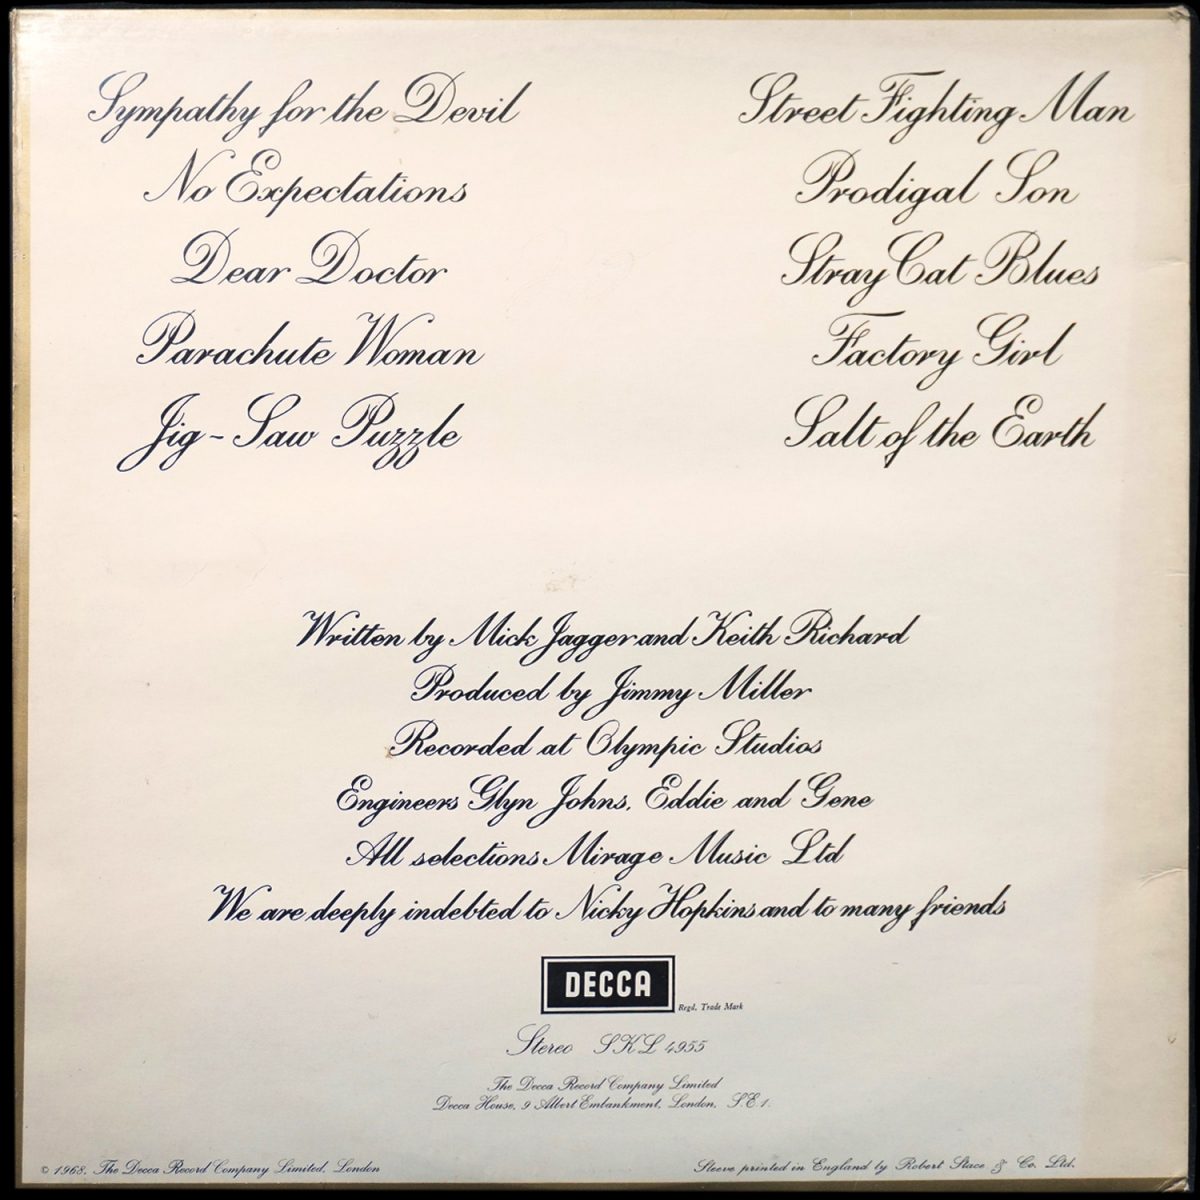 Sympathy for the Devil
No Expectations
Dear Doctor
Parachute Woman
Jig-Saw Puzzle
Street Fighting Man
Prodigal Son
Stray Cat Blues
Factory Girl
Salt of the Earth
Written by Mick Jagger and Keith Richard
Produced by Jimmy Miller
Recorded at Olympic Studios
Engineers Glyn Johns, Eddie and Gene
All selections Mirage Music Ltd
We are deeply indebted to Nicky Hopkins and to many friends
DECCA
Regd. Trade Mark
Stereo SKL 4955
The Decca Record Company Limited
Decca House, 9 Albert Embankment, London, S E 1.
© 1968, The Decca Record Company Limited, London
Sleeve printed in England by Robert Stace & Co. Ltd.